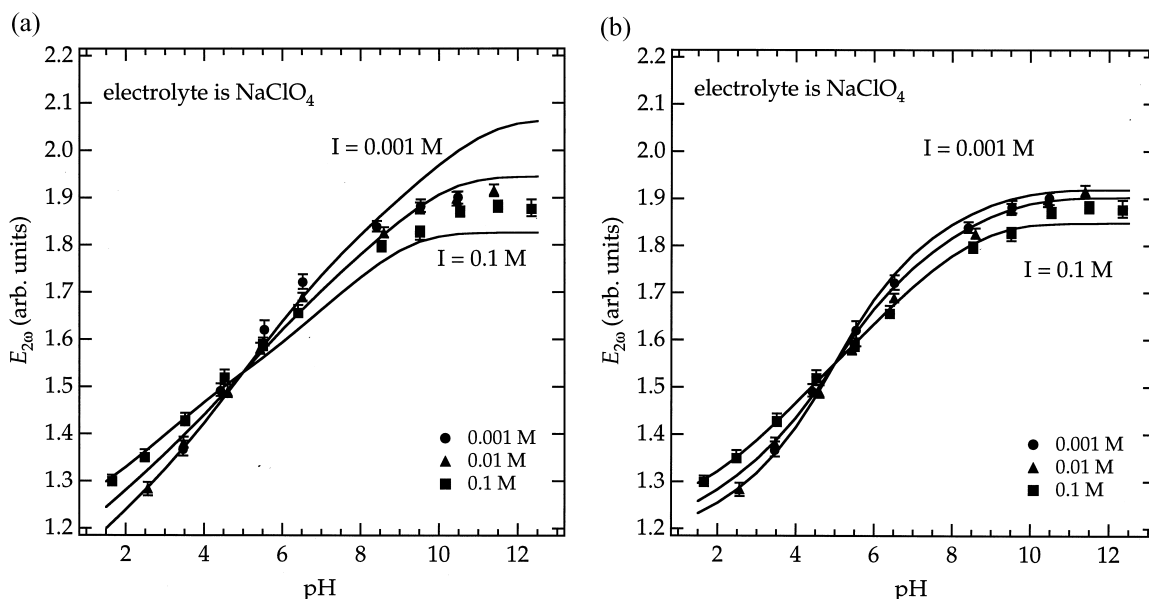 (a)
E2ω (arb. units)
2.2
2.1
2.0
1.9
1.8
1.7
1.6
1.5
1.4
1.3
1.2
electrolyte is NaClO4
I = 0.001 M
I = 0.1 M
0.001 M
0.01 M
0.1 M
2 4 6 8 10 12
pH
(b)
E2ω (arb. units)
2.2
2.1
2.0
1.9
1.8
1.7
1.6
1.5
1.4
1.3
1.2
electrolyte is NaClO4
I = 0.001 M
I = 0.1 M
0.001 M
0.01 M
0.1 M
2 4 6 8 10 12
pH